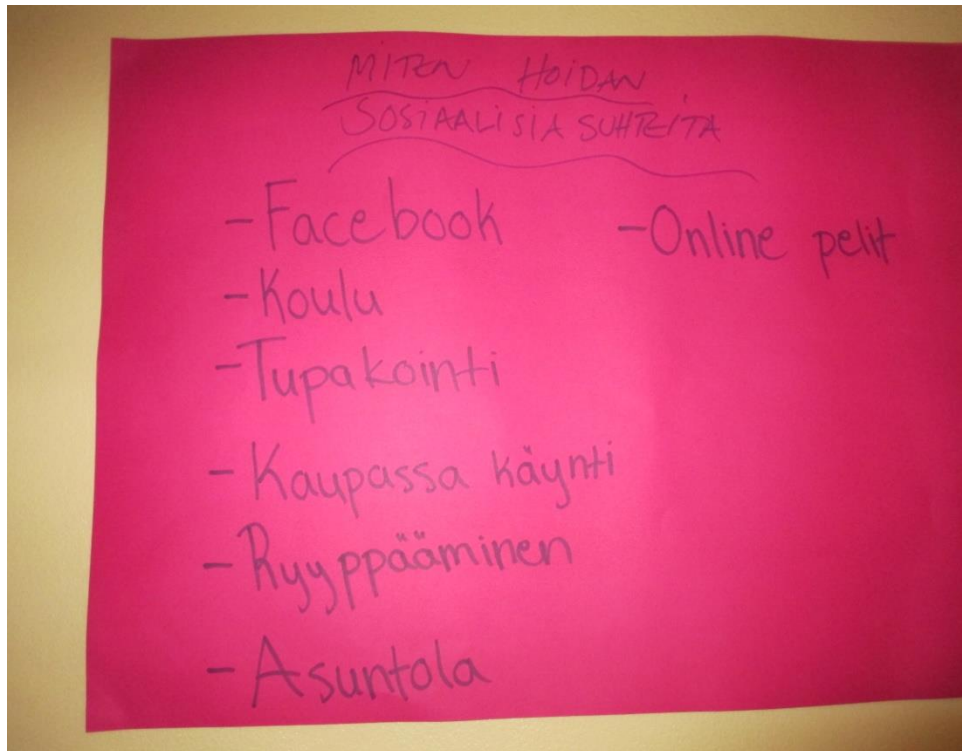 MITEN HOIDAN
SOSIAALISIA SUHTEITA
-Facebook
-Koulu
-Tupakointi
-Kaupassa käynti
-Ryyppääminen
-Asuntola
-Online pelit